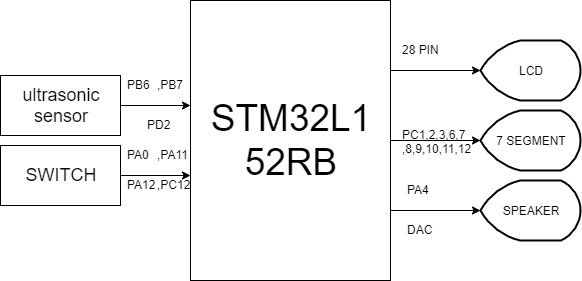 ultrasonic
sensor
PB6 ,PB7
PD2
SWITCH
PA0 ,PA11
PA12,PC12
STM32L1
52RB
28 PIN
LCD
PC1,2,3,6,7
,8,9,10,11,12
7 SEGMENT
PA4
DAC
SPEAKER